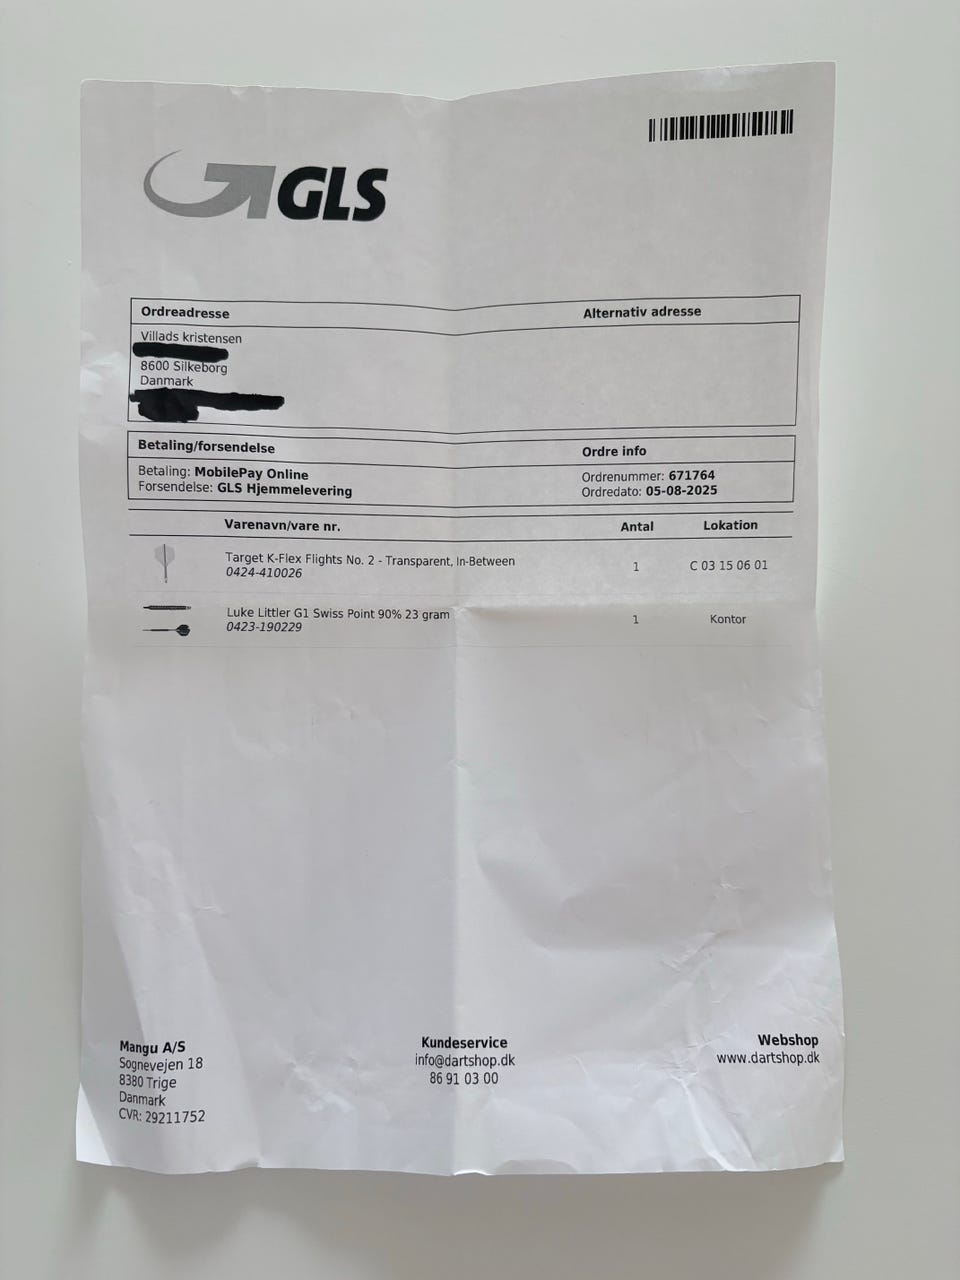 GLS
Ordreadresse
Alternativ adresse
Villads kristensen
8600 Silkeborg
Danmark
Betaling/forsendelse
Ordre info
Betaling: MobilePay Online
Forsendelse: GLS Hjemmelevering
Ordrenummer: 671764
Ordredato: 05-08-2025
Varenavn/vare nr. Antal Lokation
Target K-Flex Flights No. 2 - Transparent, In-Between 1 C 03 15 06 01
0424-410026
Luke Littler G1 Swiss Point 90% 23 gram 1 Kontor
0423-190229
Mangu A/S
Sognevejen 18
8380 Trige
Danmark
CVR: 29211752
Kundeservice
info@dartshop.dk
86 91 03 00
Webshop
www.dartshop.dk